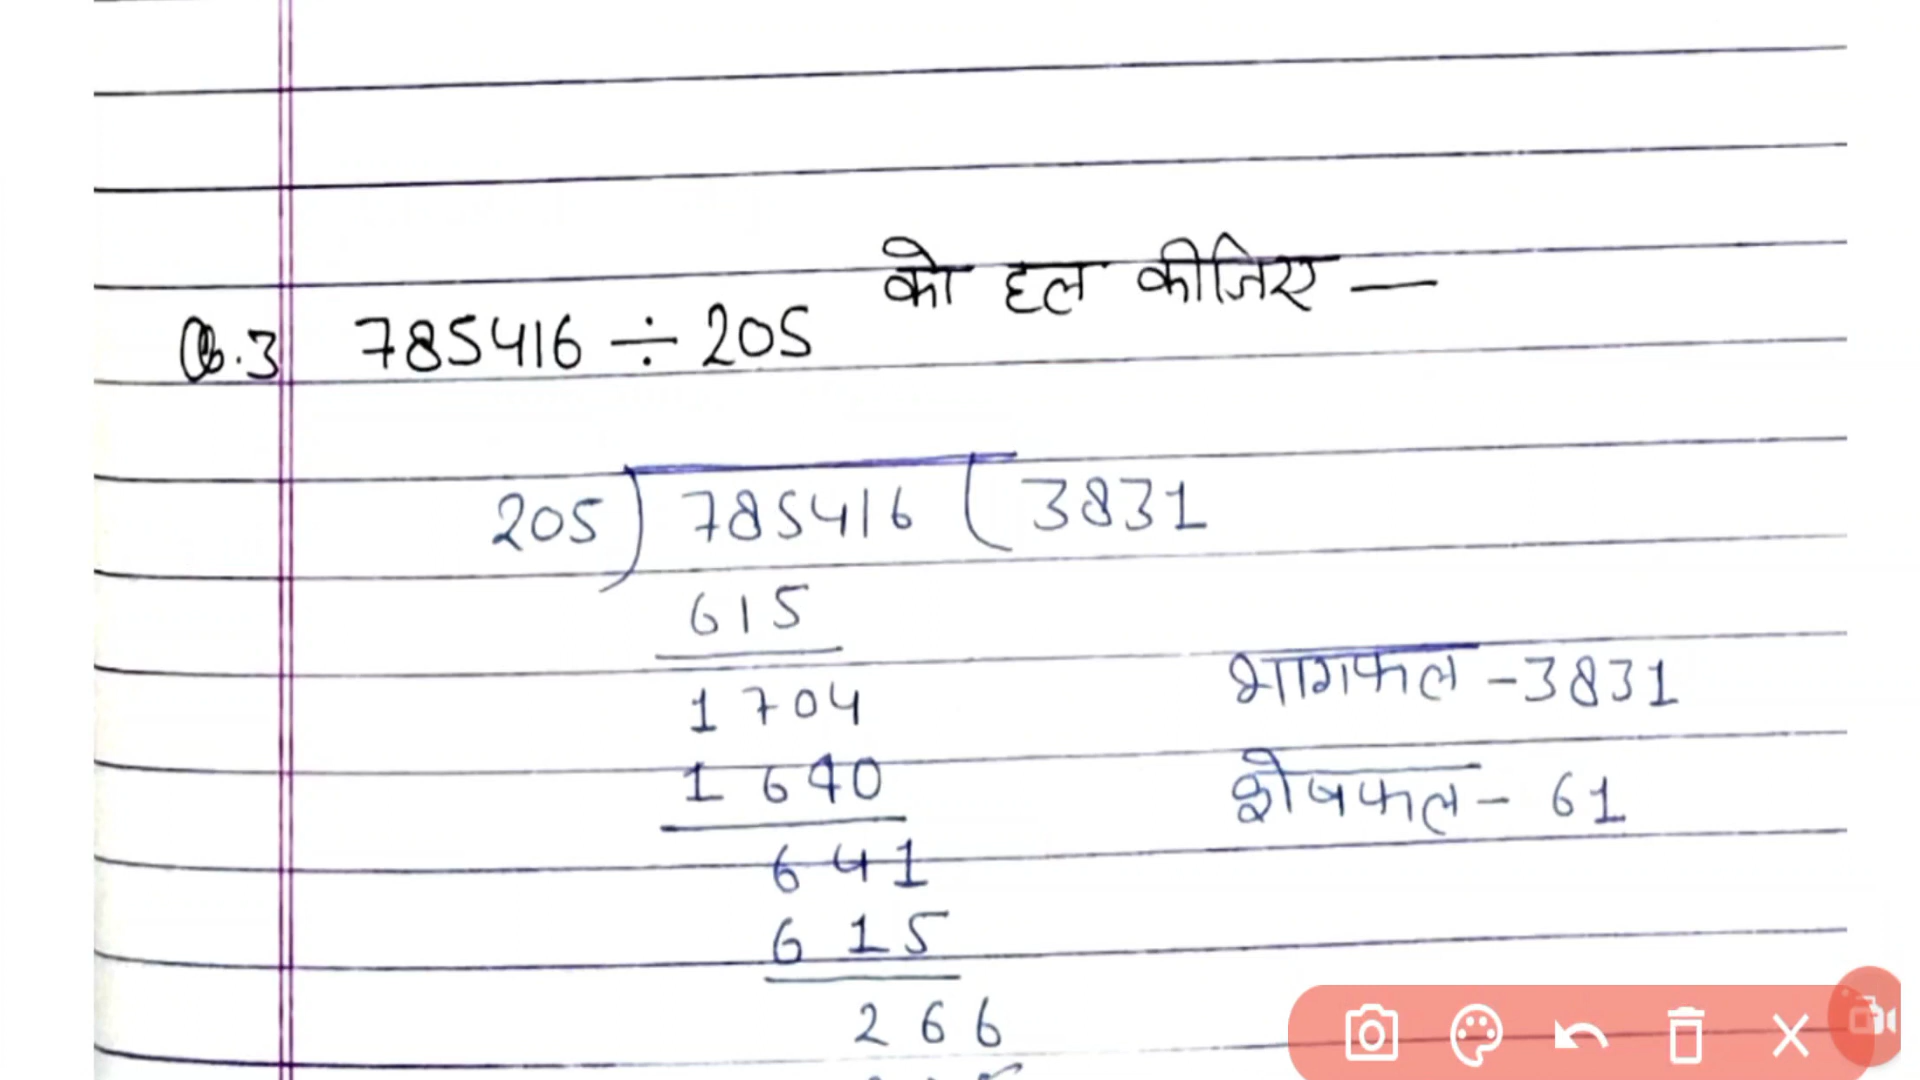 को हल कीजिए —
Q.3 785416 ÷ 205
205 ) 785416 ( 3831
615
1704
1640
641
615
266
भागफल - 3831
शेषफल - 61